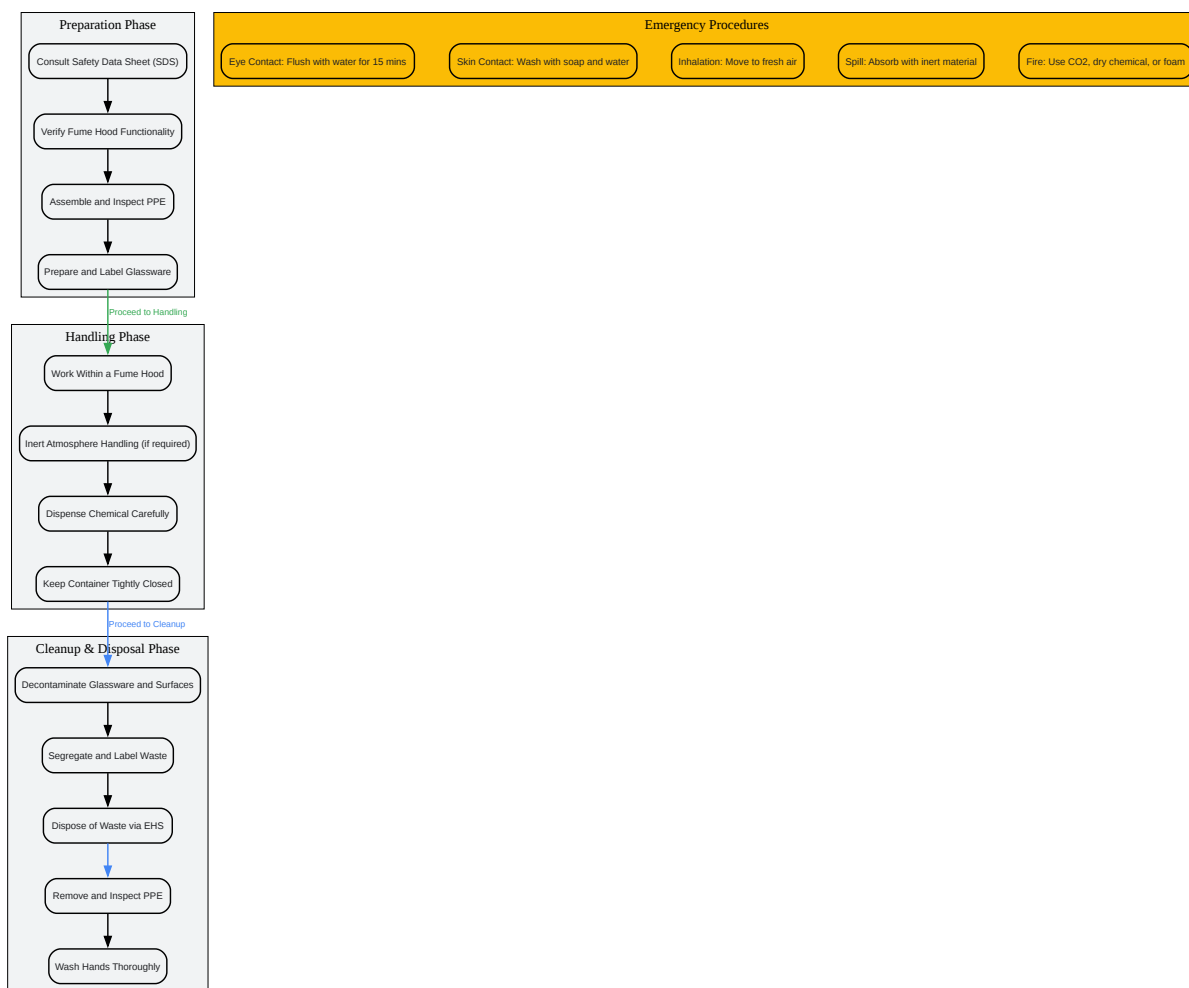 Preparation Phase
Consult Safety Data Sheet (SDS)
Verify Fume Hood Functionality
Assemble and Inspect PPE
Prepare and Label Glassware
Proceed to Handling
Handling Phase
Work Within a Fume Hood
Inert Atmosphere Handling (if required)
Dispense Chemical Carefully
Keep Container Tightly Closed
Proceed to Cleanup
Cleanup & Disposal Phase
Decontaminate Glassware and Surfaces
Segregate and Label Waste
Dispose of Waste via EHS
Remove and Inspect PPE
Wash Hands Thoroughly
Emergency Procedures
Eye Contact: Flush with water for 15 mins
Skin Contact: Wash with soap and water
Inhalation: Move to fresh air
Spill: Absorb with inert material
Fire: Use CO2, dry chemical, or foam